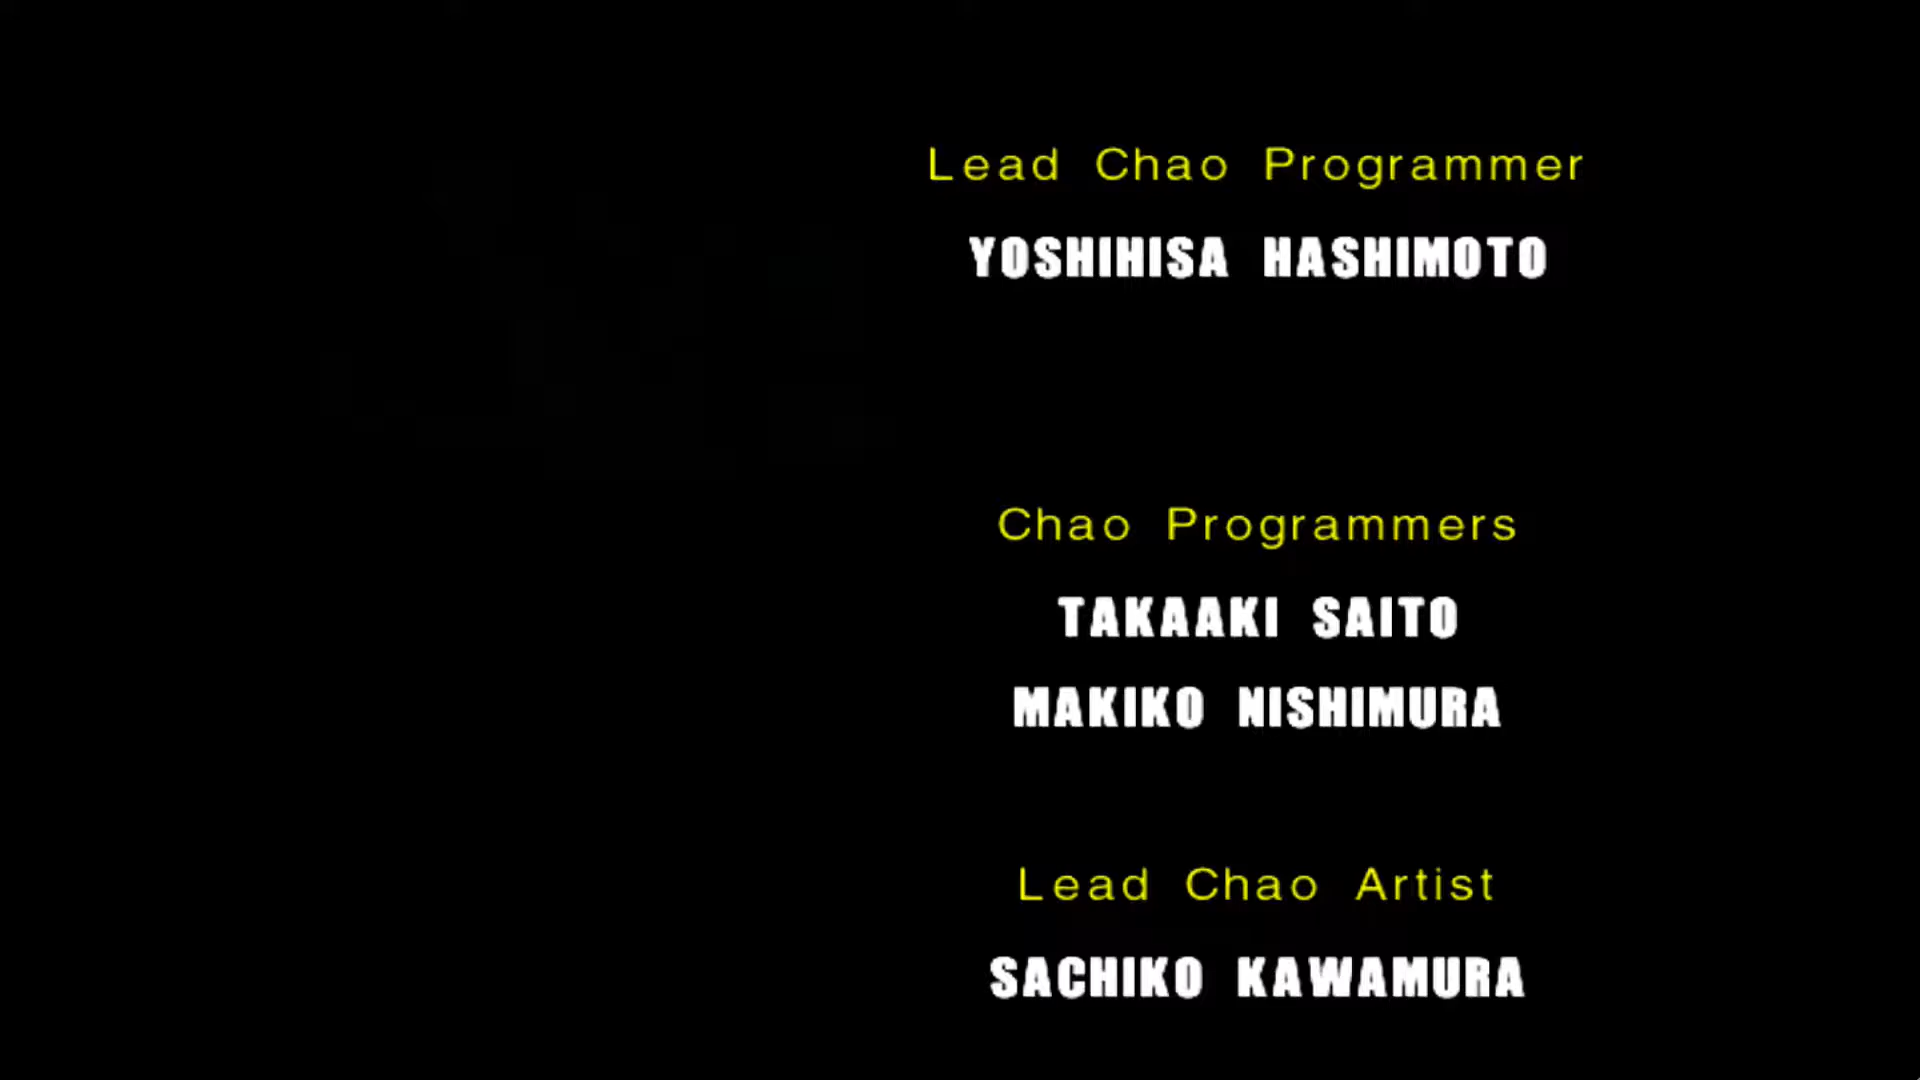 Lead Chao Programmer
YOSHIHISA HASHIMOTO
Chao Programmers
TAKAAKI SAITO
MAKIKO NISHIMURA
Lead Chao Artist
SACHIKO KAWAMURA